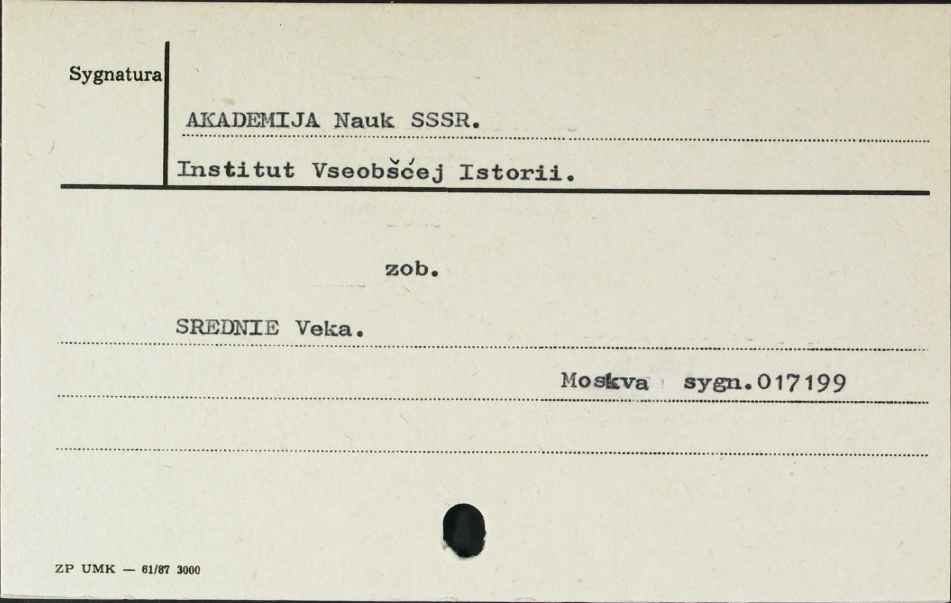 Sygnatura
AKADEMIJA Nauk SSSR.
Institut Vseobšćej Istorii.
zob.
SREDNIE Veka.
Moskva sygn.017199
ZP UMK — 61/87 3000